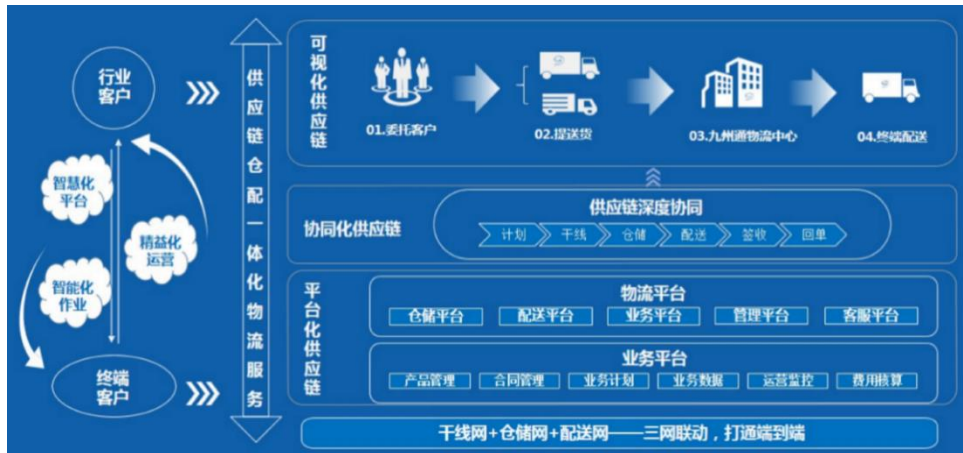 行业
客户
智慧化
平台
精益化
运营
智能化
作业
终端
客户
供应链仓配一体化物流服务
可视化供应链
01.委托客户
02.提送货
03.九州通物流中心
04.终端配送
协同化供应链
供应链深度协同
计划
干线
仓储
配送
签收
回单
平台化供应链
物流平台
仓储平台
配送平台
业务平台
管理平台
客服平台
业务平台
产品管理
合同管理
业务计划
业务数据
运营监控
费用核算
干线网+仓储网+配送网——三网联动，打通端到端